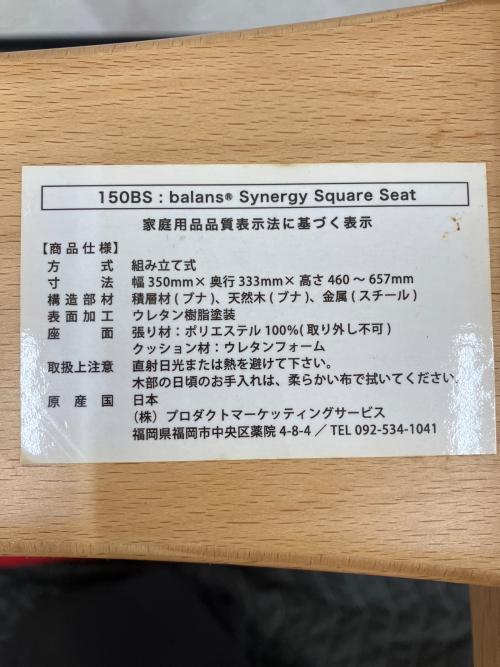 150BS : balans® Synergy Square Seat
家庭用品品質表示法に基づく表示
【商品仕様】
方　　式　組み立て式
寸　　法　幅 350mm× 奥行 333mm× 高さ 460 〜 657mm
構造部材　積層材 ( ブナ )、天然木 ( ブナ )、金属 ( スチール )
表面加工　ウレタン樹脂塗装
座　　面　張り材：ポリエステル 100%( 取り外し不可 )
クッション材：ウレタンフォーム
取扱上注意　直射日光または熱を避けて下さい。
木部の日頃のお手入れは、柔らかい布で拭いてください。
原 産 国　日本
（株）プロダクトマーケッティングサービス
福岡県福岡市中央区薬院 4-8-4 ／ TEL 092-534-1041